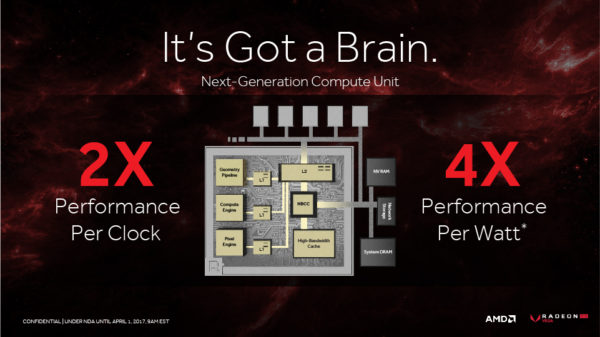 It's Got a Brain.
Next-Generation Compute Unit
2X
Performance
Per Clock
Geometry
Pipeline
L1
Compute
Engine
L1
Pixel
Engine
L1
L2
NBCC
High-Bandwidth
Cache
NV RAM
Network
Storage
System DRAM
4X
Performance
Per Watt*
CONFIDENTIAL | UNDER NDA UNTIL APRIL 1, 2017, 9AM EST
AMD
RADEON
VEGA